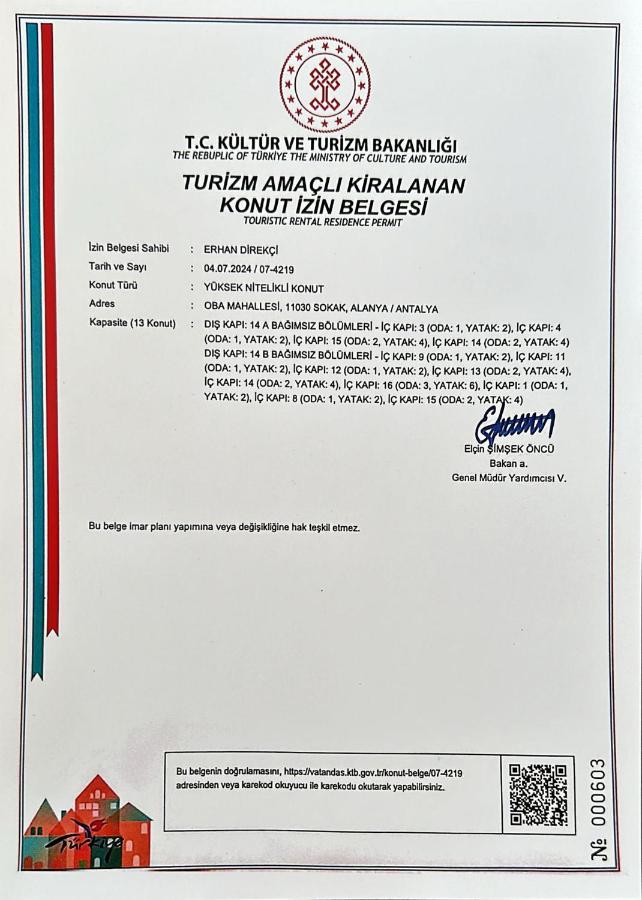 T.C. KÜLTÜR VE TURİZM BAKANLIĞI
THE REBUPLIC OF TÜRKİYE THE MINISTRY OF CULTURE AND TOURISM
TURİZM AMAÇLI KİRALANAN
KONUT İZİN BELGESİ
TOURISTIC RENTAL RESIDENCE PERMIT
İzin Belgesi Sahibi : ERHAN DİREKÇİ
Tarih ve Sayı : 04.07.2024 / 07-4219
Konut Türü : YÜKSEK NİTELİKLİ KONUT
Adres : OBA MAHALLESİ, 11030 SOKAK, ALANYA / ANTALYA
Kapasite (13 Konut) : DIŞ KAPI: 14 A BAĞIMSIZ BÖLÜMLERİ - İÇ KAPI: 3 (ODA: 1, YATAK: 2), İÇ KAPI: 4
(ODA: 1, YATAK: 2), İÇ KAPI: 15 (ODA: 2, YATAK: 4), İÇ KAPI: 14 (ODA: 2, YATAK: 4)
DIŞ KAPI: 14 B BAĞIMSIZ BÖLÜMLERİ - İÇ KAPI: 9 (ODA: 1, YATAK: 2), İÇ KAPI: 11
(ODA: 1, YATAK: 2), İÇ KAPI: 12 (ODA: 1, YATAK: 2), İÇ KAPI: 13 (ODA: 2, YATAK: 4),
İÇ KAPI: 14 (ODA: 2, YATAK: 4), İÇ KAPI: 16 (ODA: 3, YATAK: 6), İÇ KAPI: 1 (ODA: 1,
YATAK: 2), İÇ KAPI: 8 (ODA: 1, YATAK: 2), İÇ KAPI: 15 (ODA: 2, YATAK: 4)
Elçin ŞİMŞEK ÖNCÜ
Bakan a.
Genel Müdür Yardımcısı V.
Bu belge imar planı yapımına veya değişikliğine hak teşkil etmez.
Bu belgenin doğrulamasını, https://vatandas.ktb.gov.tr/konut-belge/07-4219
adresinden veya karekod okuyucu ile karekodu okutarak yapabilirsiniz.
№ 000603
Türkiye